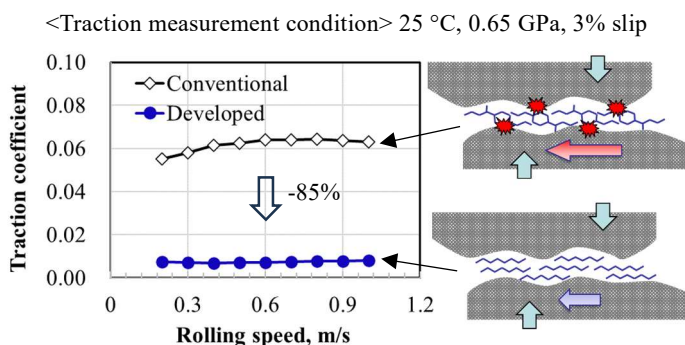 <Traction measurement condition> 25 °C, 0.65 GPa, 3% slip
Traction coefficient
0.10
0.08
0.06
0.04
0.02
0.00
Conventional
Developed
-85%
0 0.3 0.6 0.9 1.2
Rolling speed, m/s